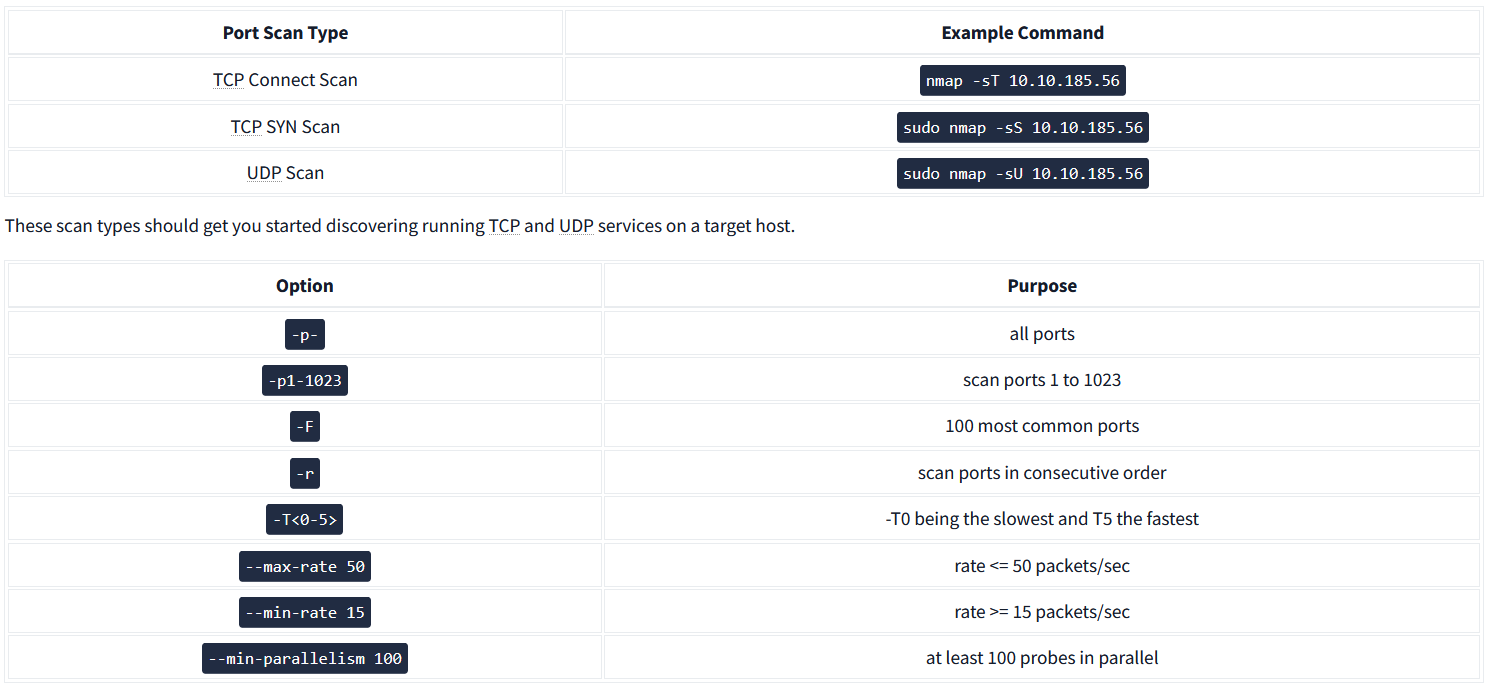 Port Scan Type Example Command
TCP Connect Scan nmap -sT 10.10.185.56
TCP SYN Scan sudo nmap -sS 10.10.185.56
UDP Scan sudo nmap -sU 10.10.185.56
These scan types should get you started discovering running TCP and UDP services on a target host.
Option Purpose
-p- all ports
-p1-1023 scan ports 1 to 1023
-F 100 most common ports
-r scan ports in consecutive order
-T<0-5> -T0 being the slowest and T5 the fastest
--max-rate 50 rate <= 50 packets/sec
--min-rate 15 rate >= 15 packets/sec
--min-parallelism 100 at least 100 probes in parallel